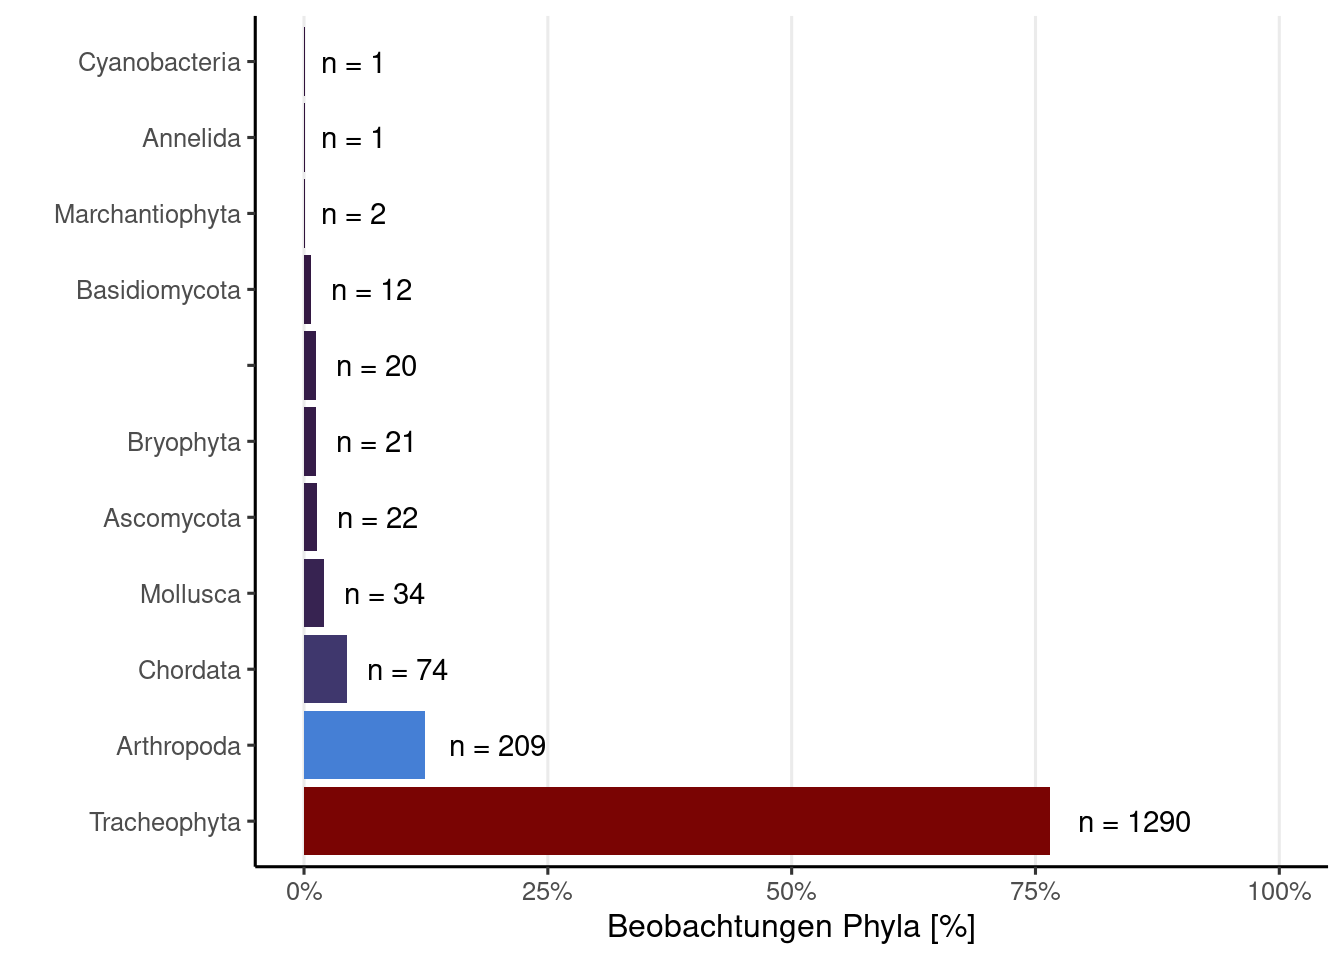 Cyanobacteria n = 1
Annelida n = 1
Marchantiophyta n = 2
Basidiomycota n = 12
n = 20
Bryophyta n = 21
Ascomycota n = 22
Mollusca n = 34
Chordata n = 74
Arthropoda n = 209
Tracheophyta n = 1290
0% 25% 50% 75% 100%
Beobachtungen Phyla [%]